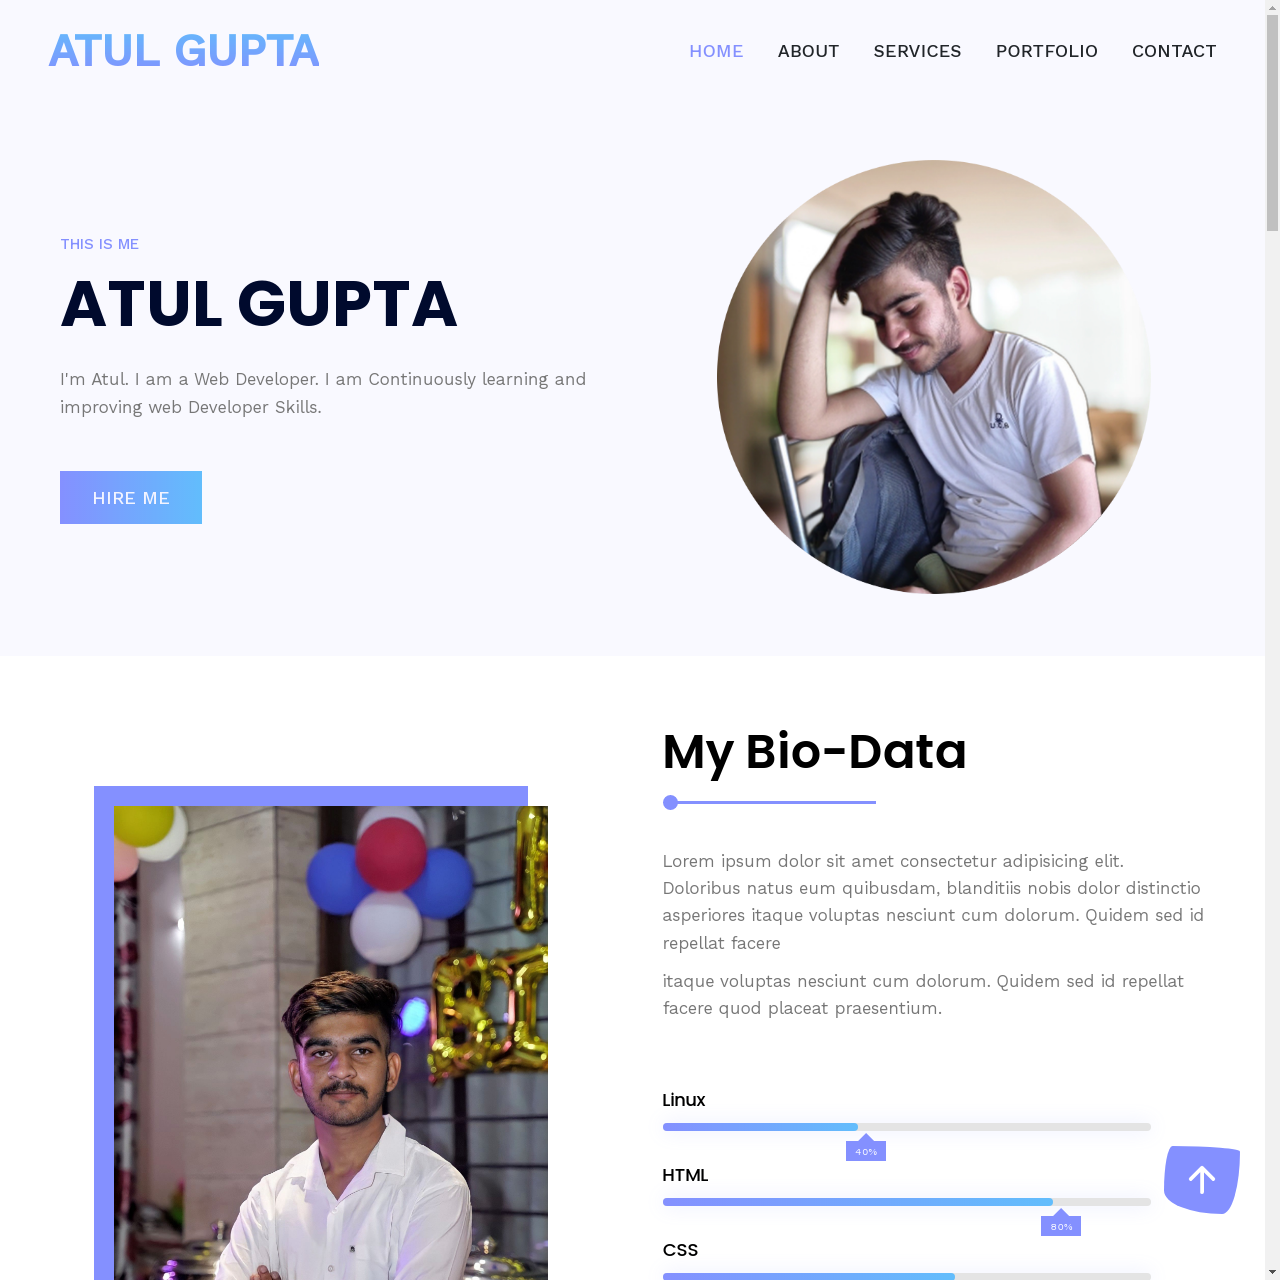 ATUL GUPTA
HOME ABOUT SERVICES PORTFOLIO CONTACT
THIS IS ME
ATUL GUPTA
I'm Atul. I am a Web Developer. I am Continuously learning and
improving web Developer Skills.
HIRE ME
My Bio-Data
Lorem ipsum dolor sit amet consectetur adipisicing elit.
Doloribus natus eum quibusdam, blanditiis nobis dolor distinctio
asperiores itaque voluptas nesciunt cum dolorum. Quidem sed id
repellat facere
itaque voluptas nesciunt cum dolorum. Quidem sed id repellat
facere quod placeat praesentium.
Linux
40%
HTML
80%
CSS